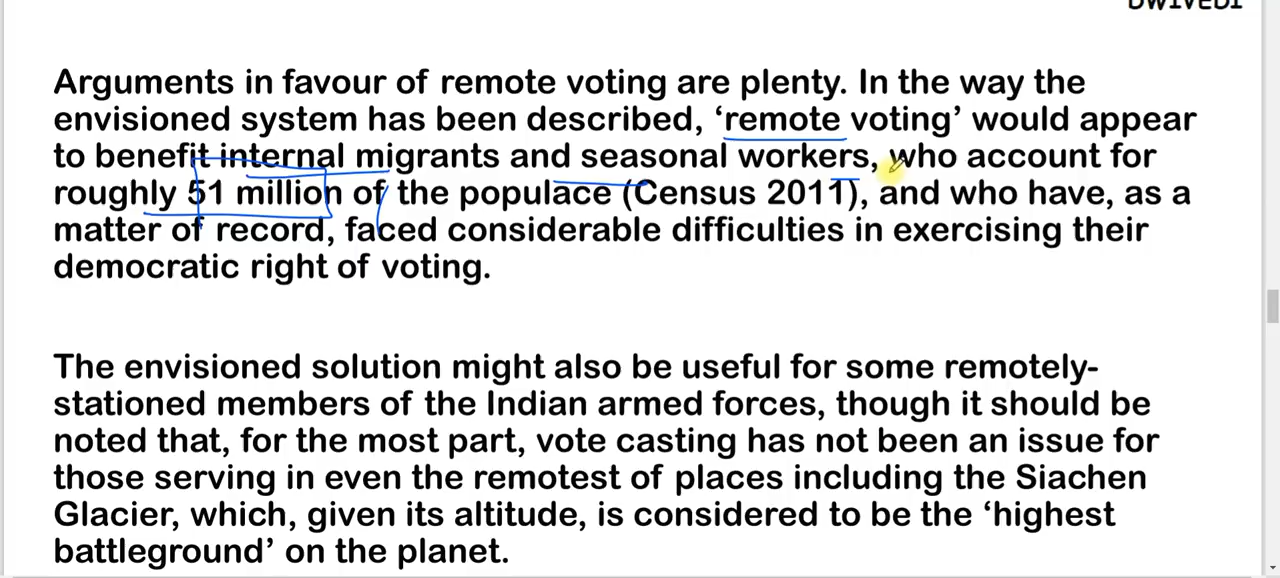 DWIVEDI
Arguments in favour of remote voting are plenty. In the way the
envisioned system has been described, ‘remote voting’ would appear
to benefit internal migrants and seasonal workers, who account for
roughly 51 million of the populace (Census 2011), and who have, as a
matter of record, faced considerable difficulties in exercising their
democratic right of voting.
The envisioned solution might also be useful for some remotely-
stationed members of the Indian armed forces, though it should be
noted that, for the most part, vote casting has not been an issue for
those serving in even the remotest of places including the Siachen
Glacier, which, given its altitude, is considered to be the ‘highest
battleground’ on the planet.